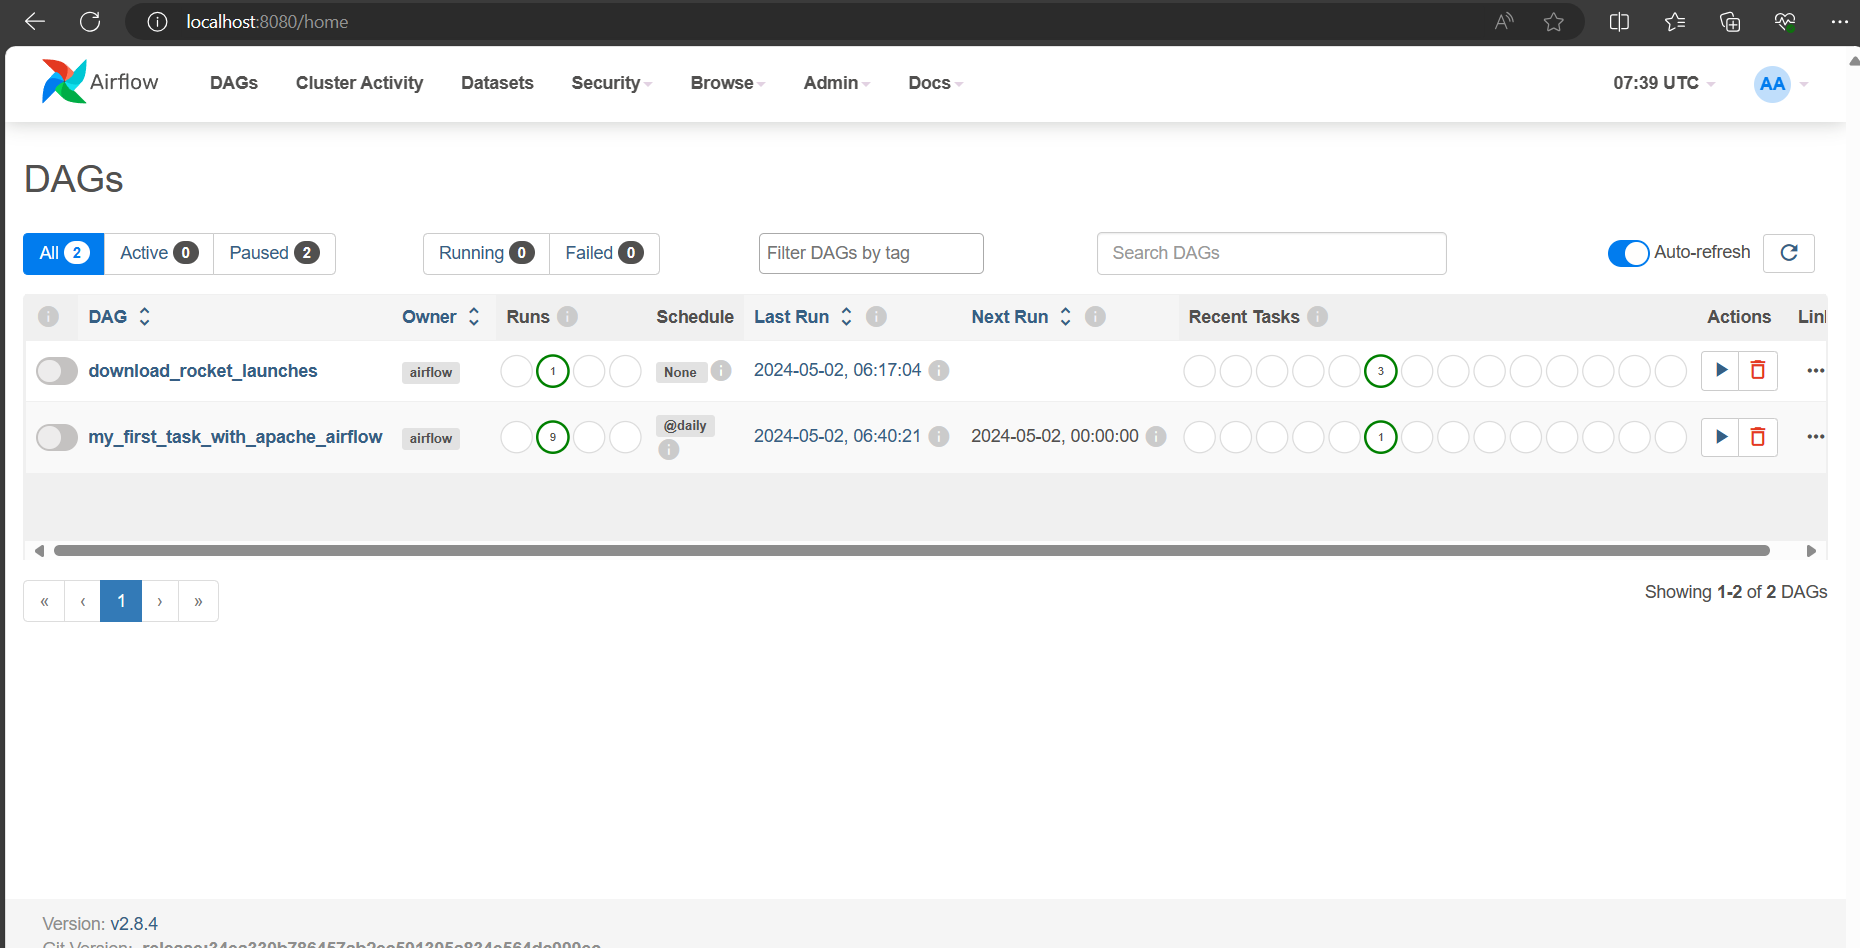 localhost:8080/home
Airflow DAGs Cluster Activity Datasets Security Browse Admin Docs 07:39 UTC AA
DAGs
All 2 Active 0 Paused 2 Running 0 Failed 0 Filter DAGs by tag Search DAGs Auto-refresh
DAG Owner Runs Schedule Last Run Next Run Recent Tasks Actions Lin
download_rocket_launches airflow 1 None 2024-05-02, 06:17:04 3
my_first_task_with_apache_airflow airflow 9 @daily 2024-05-02, 06:40:21 2024-05-02, 00:00:00 1
« ‹ 1 › »
Showing 1-2 of 2 DAGs
Version: v2.8.4
Git Version: